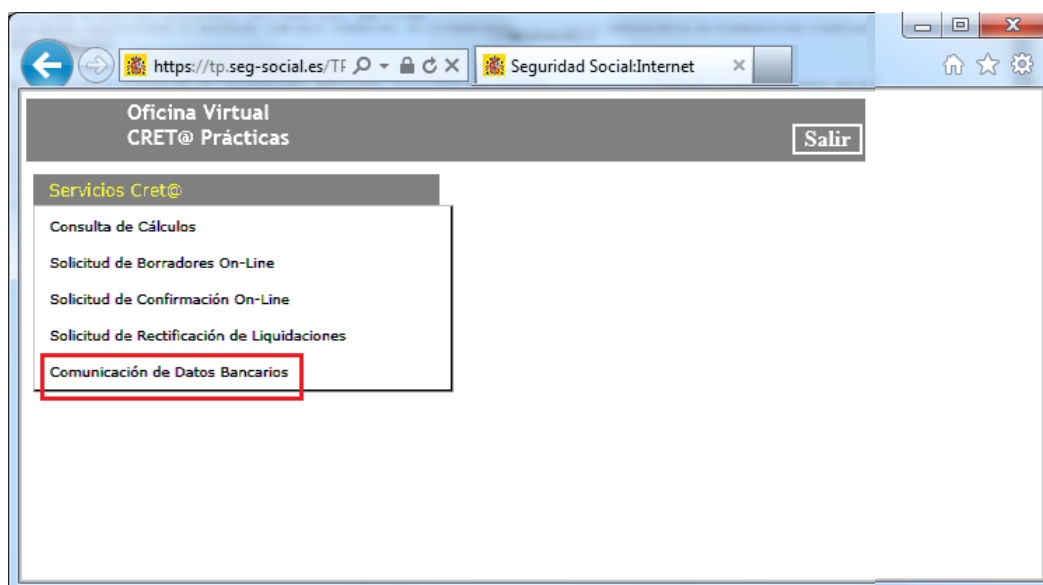 https://tp.seg-social.es/TF
Seguridad Social:Internet
Oficina Virtual
CRET@ Prácticas
Salir
Servicios Cret@
Consulta de Cálculos
Solicitud de Borradores On-Line
Solicitud de Confirmación On-Line
Solicitud de Rectificación de Liquidaciones
Comunicación de Datos Bancarios